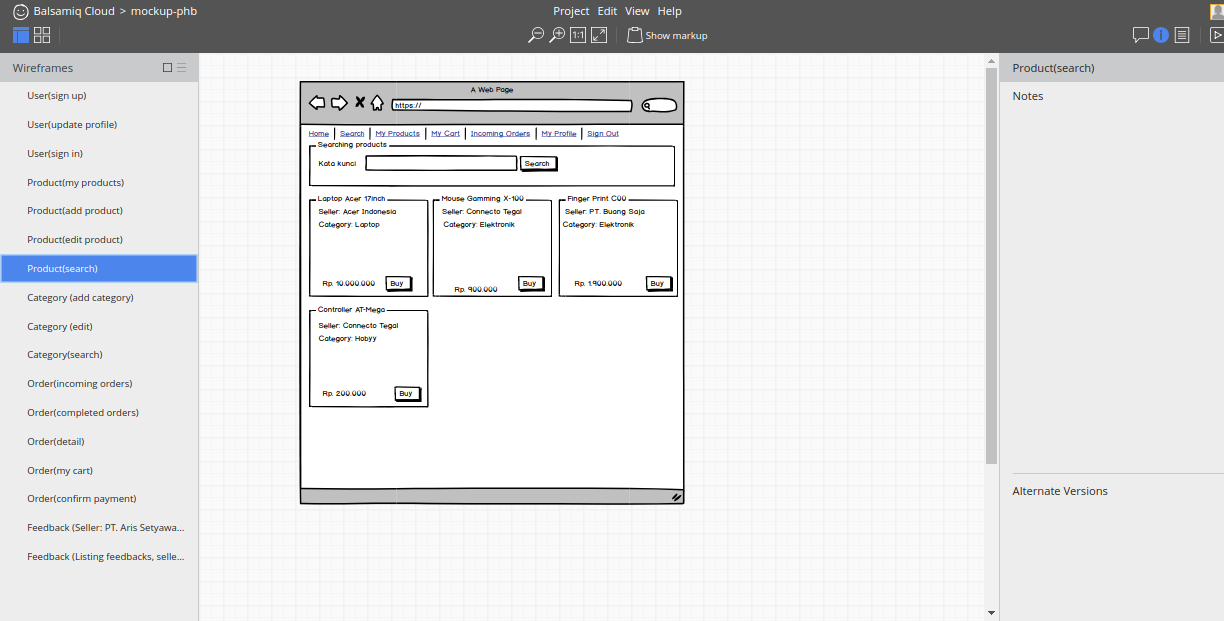 Balsamiq Cloud > mockup-phb
Project Edit View Help
1:1 Show markup
Wireframes
User(sign up)
User(update profile)
User(sign in)
Product(my products)
Product(add product)
Product(edit product)
Product(search)
Category (add category)
Category (edit)
Category(search)
Order(incoming orders)
Order(completed orders)
Order(detail)
Order(my cart)
Order(confirm payment)
Feedback (Seller: PT. Aris Setyawa...
Feedback (Listing feedbacks, selle...
A Web Page
https://
Home | Search | My Products | My Cart | Incoming Orders | My Profile | Sign Out
Searching products
Kata kunci Search
Laptop Acer 17inch
Seller: Acer Indonesia
Category: Laptop
Rp. 10.000.000 Buy
Mouse Gamming X-100
Seller: Connecto Tegal
Category: Elektronik
Rp. 900.000 Buy
Finger Print C00
Seller: PT. Buang Saja
Category: Elektronik
Rp. 1.900.000 Buy
Controller AT-Mega
Seller: Connecto Tegal
Category: Hobyy
Rp. 200.000 Buy
Product(search)
Notes
Alternate Versions